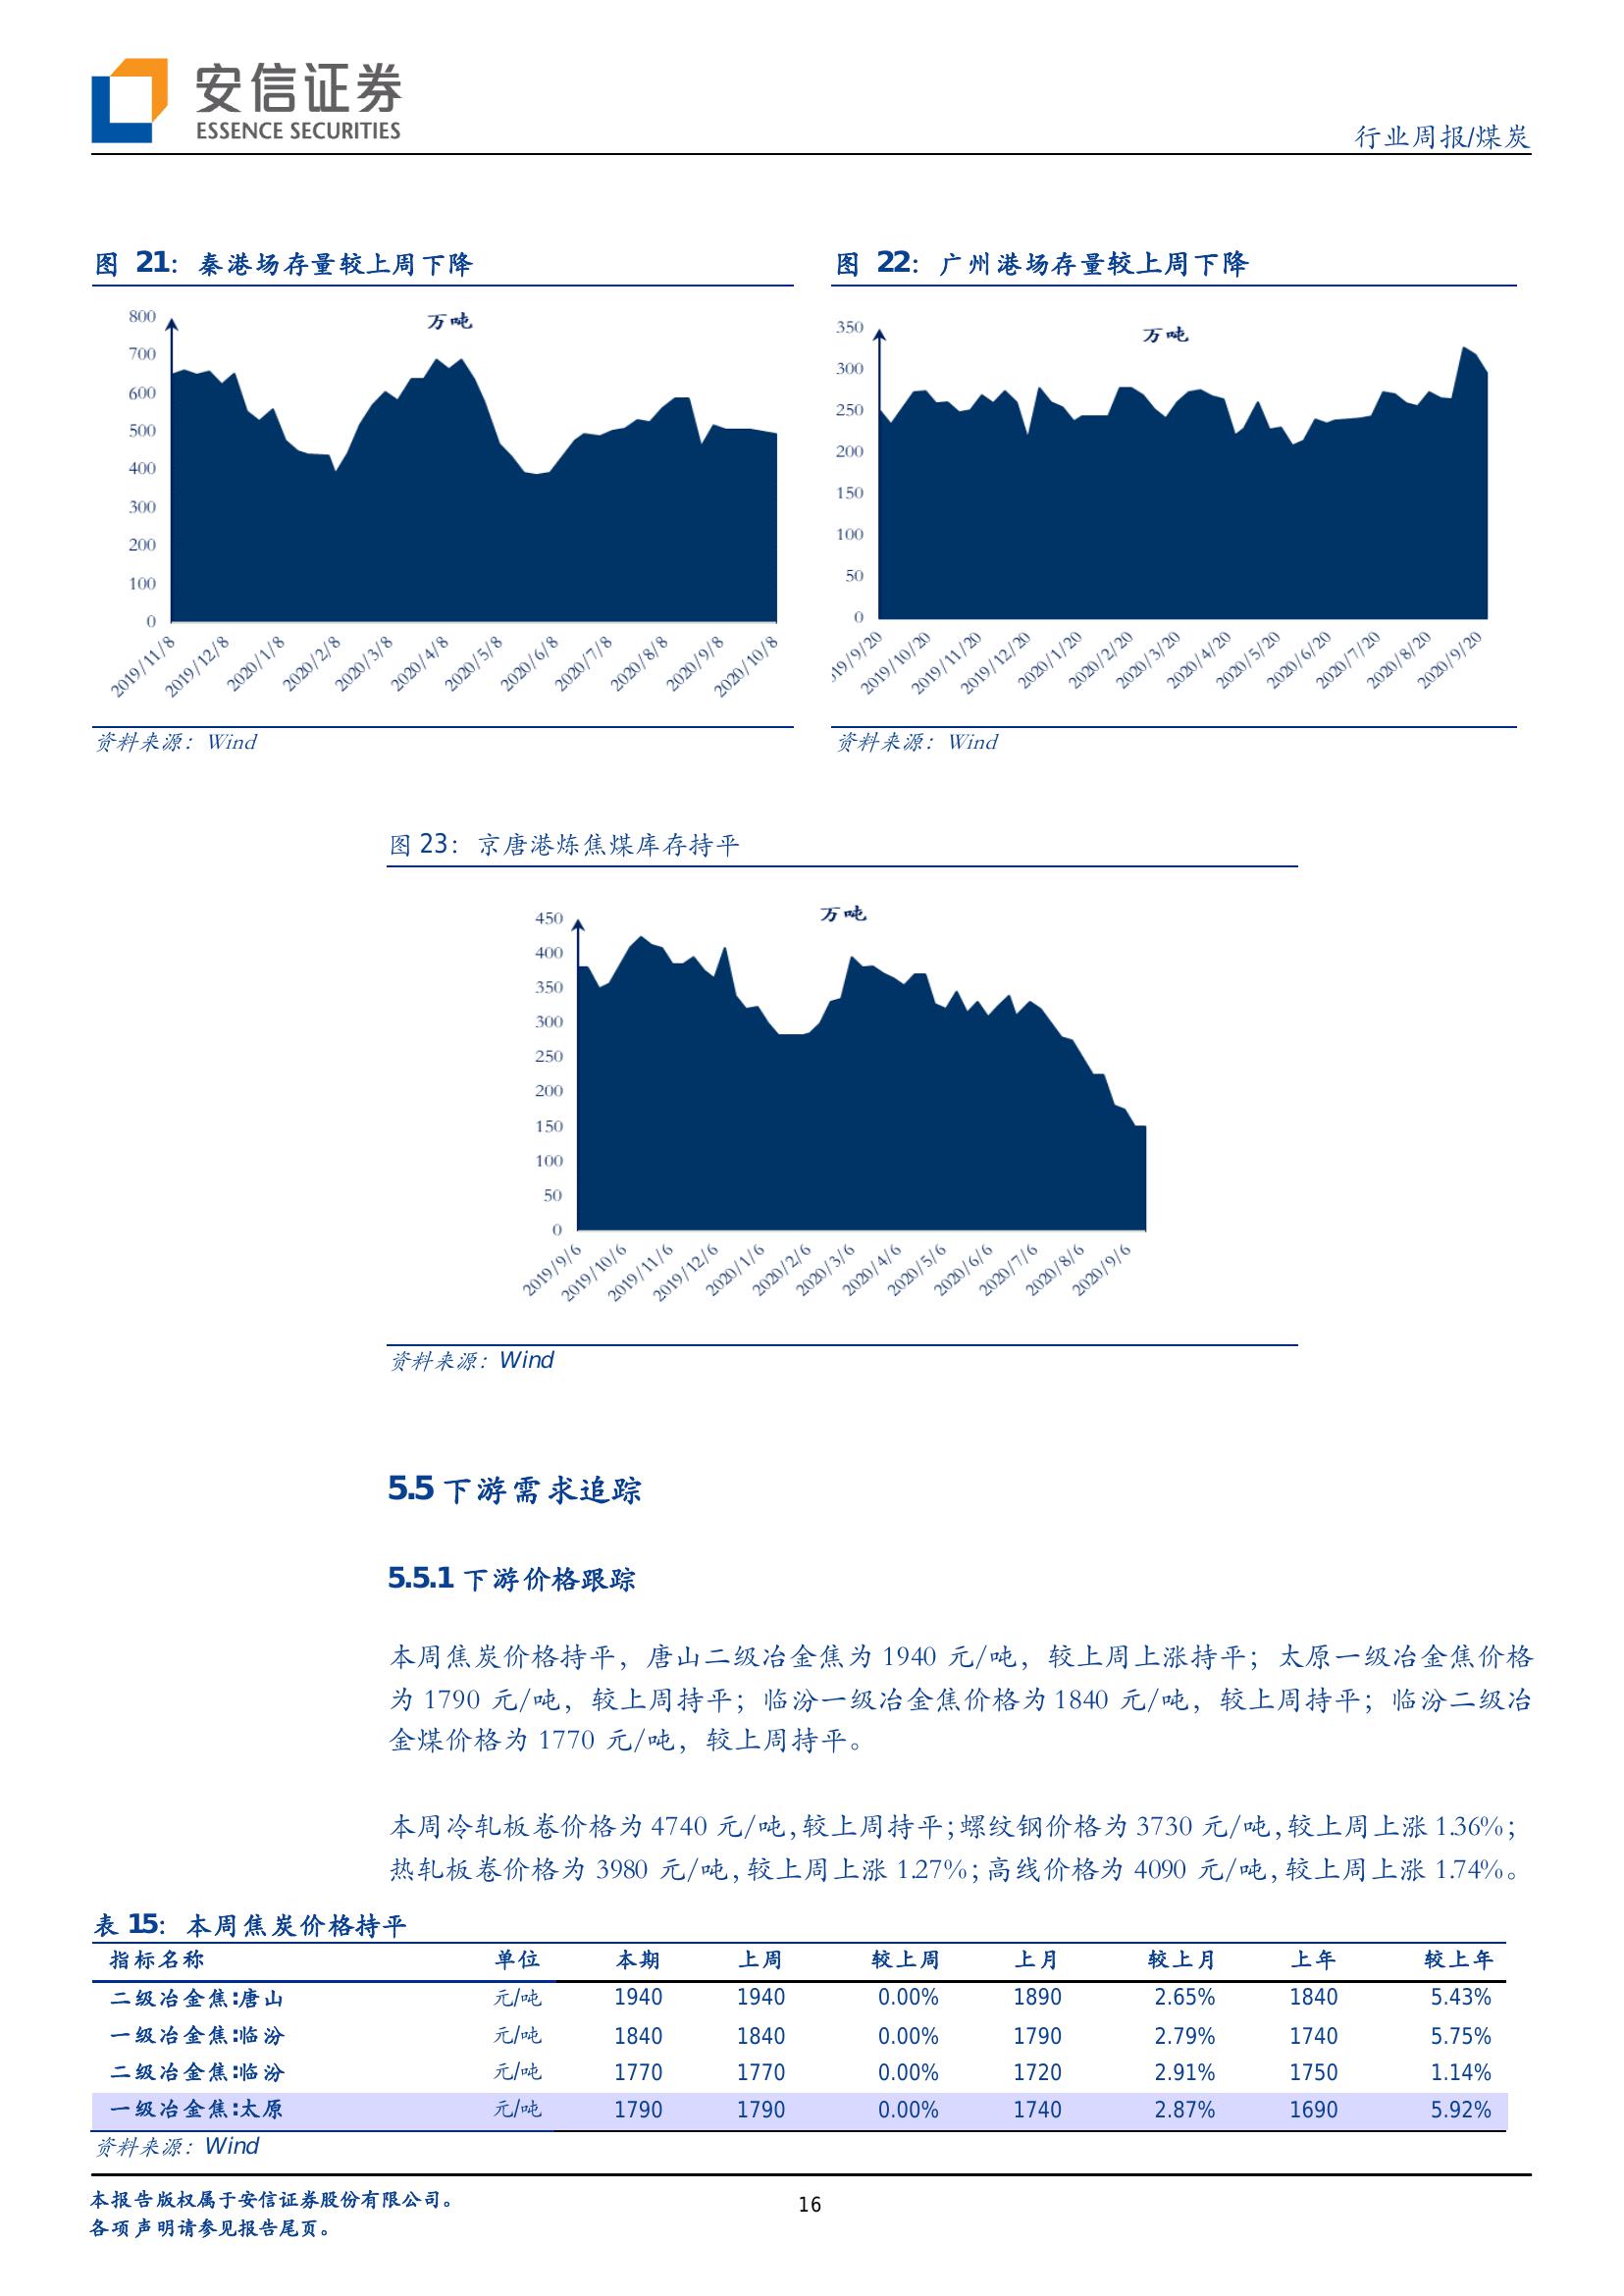 安信证券
ESSENCE SECURITIES
行业周报/煤炭
图 21：秦港场存量较上周下降
万吨
800
700
600
500
400
300
200
100
0
2019/11/8
2019/12/8
2020/1/8
2020/2/8
2020/3/8
2020/4/8
2020/5/8
2020/6/8
2020/7/8
2020/8/8
2020/9/8
2020/10/8
资料来源：Wind
图 22：广州港场存量较上周下降
万吨
350
300
250
200
150
100
50
0
19/9/20
2019/10/20
2019/11/20
2019/12/20
2020/1/20
2020/2/20
2020/3/20
2020/4/20
2020/5/20
2020/6/20
2020/7/20
2020/8/20
2020/9/20
资料来源：Wind
图 23：京唐港炼焦煤库存持平
万吨
450
400
350
300
250
200
150
100
50
0
2019/9/6
2019/10/6
2019/11/6
2019/12/6
2020/1/6
2020/2/6
2020/3/6
2020/4/6
2020/5/6
2020/6/6
2020/7/6
2020/8/6
2020/9/6
资料来源：Wind
5.5 下游需求追踪
5.5.1 下游价格跟踪
本周焦炭价格持平，唐山二级冶金焦为 1940 元/吨，较上周上涨持平；太原一级冶金焦价格
为 1790 元/吨，较上周持平；临汾一级冶金焦价格为 1840 元/吨，较上周持平；临汾二级冶
金煤价格为 1770 元/吨，较上周持平。
本周冷轧板卷价格为 4740 元/吨，较上周持平；螺纹钢价格为 3730 元/吨，较上周上涨 1.36%；
热轧板卷价格为 3980 元/吨，较上周上涨 1.27%；高线价格为 4090 元/吨，较上周上涨 1.74%。
表 15：本周焦炭价格持平
指标名称 单位 本期 上周 较上周 上月 较上月 上年 较上年
二级冶金焦:唐山 元/吨 1940 1940 0.00% 1890 2.65% 1840 5.43%
一级冶金焦:临汾 元/吨 1840 1840 0.00% 1790 2.79% 1740 5.75%
二级冶金焦:临汾 元/吨 1770 1770 0.00% 1720 2.91% 1750 1.14%
一级冶金焦:太原 元/吨 1790 1790 0.00% 1740 2.87% 1690 5.92%
资料来源：Wind
本报告版权属于安信证券股份有限公司。
各项声明请参见报告尾页。
16